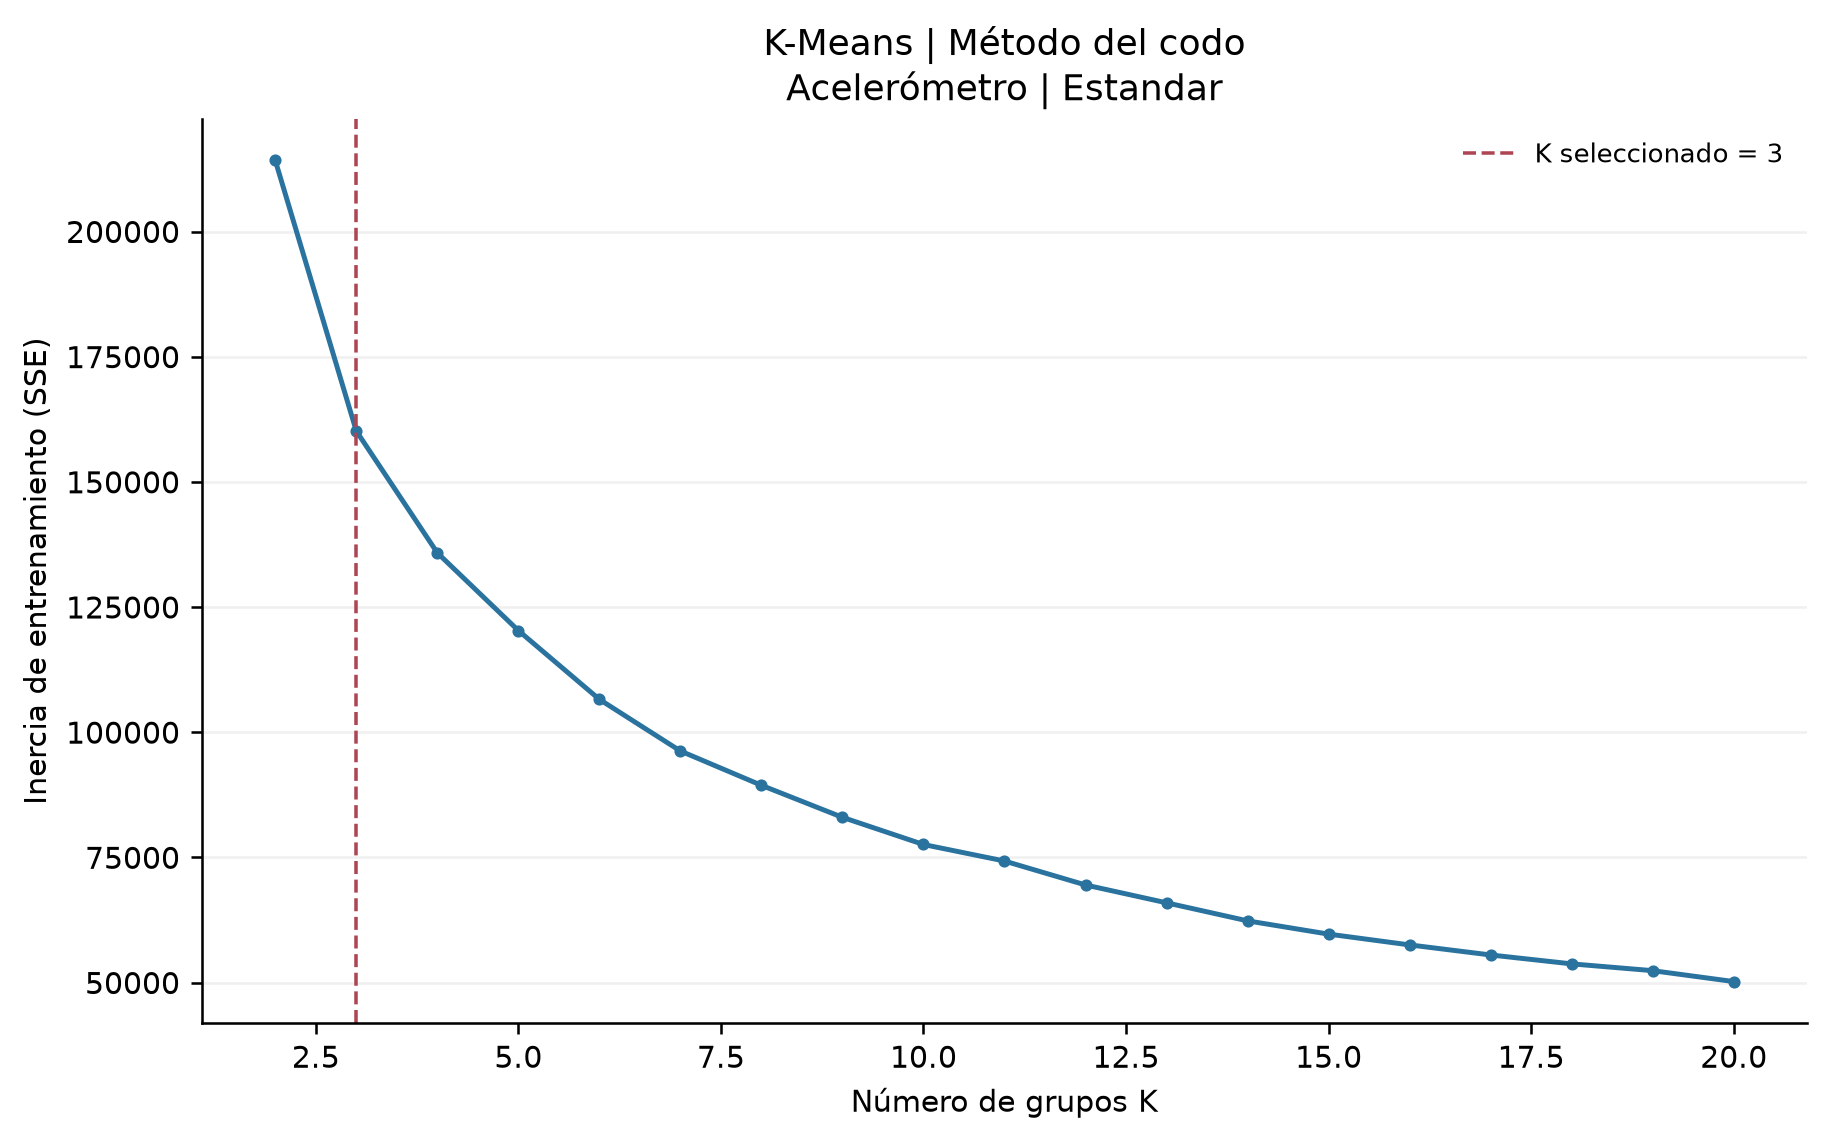 K-Means | Método del codo
Acelerómetro | Estandar
K seleccionado = 3
Inercia de entrenamiento (SSE)
200000
175000
150000
125000
100000
75000
50000
2.5 5.0 7.5 10.0 12.5 15.0 17.5 20.0
Número de grupos K